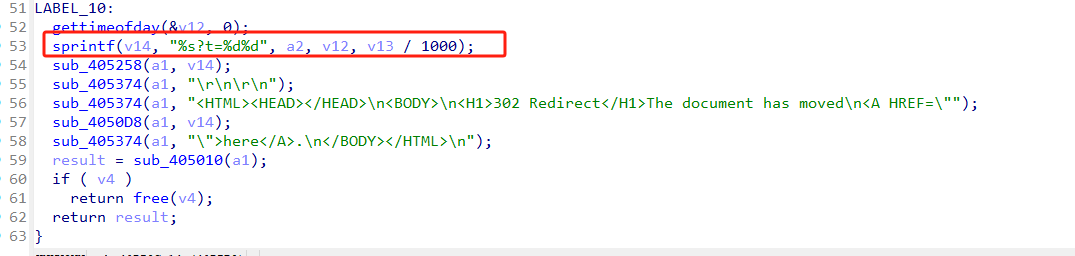 51 LABEL_10:
52 gettimeofday(&v12, 0);
53 sprintf(v14, "%s?t=%d%d", a2, v12, v13 / 1000);
54 sub_405258(a1, v14);
55 sub_405374(a1, "\r\n\r\n");
56 sub_405374(a1, "<HTML><HEAD></HEAD>\n<BODY>\n<H1>302 Redirect</H1>The document has moved\n<A HREF=\"");
57 sub_4050D8(a1, v14);
58 sub_405374(a1, "\">here</A>.\n</BODY></HTML>\n");
59 result = sub_405010(a1);
60 if ( v4 )
61 return free(v4);
62 return result;
63 }